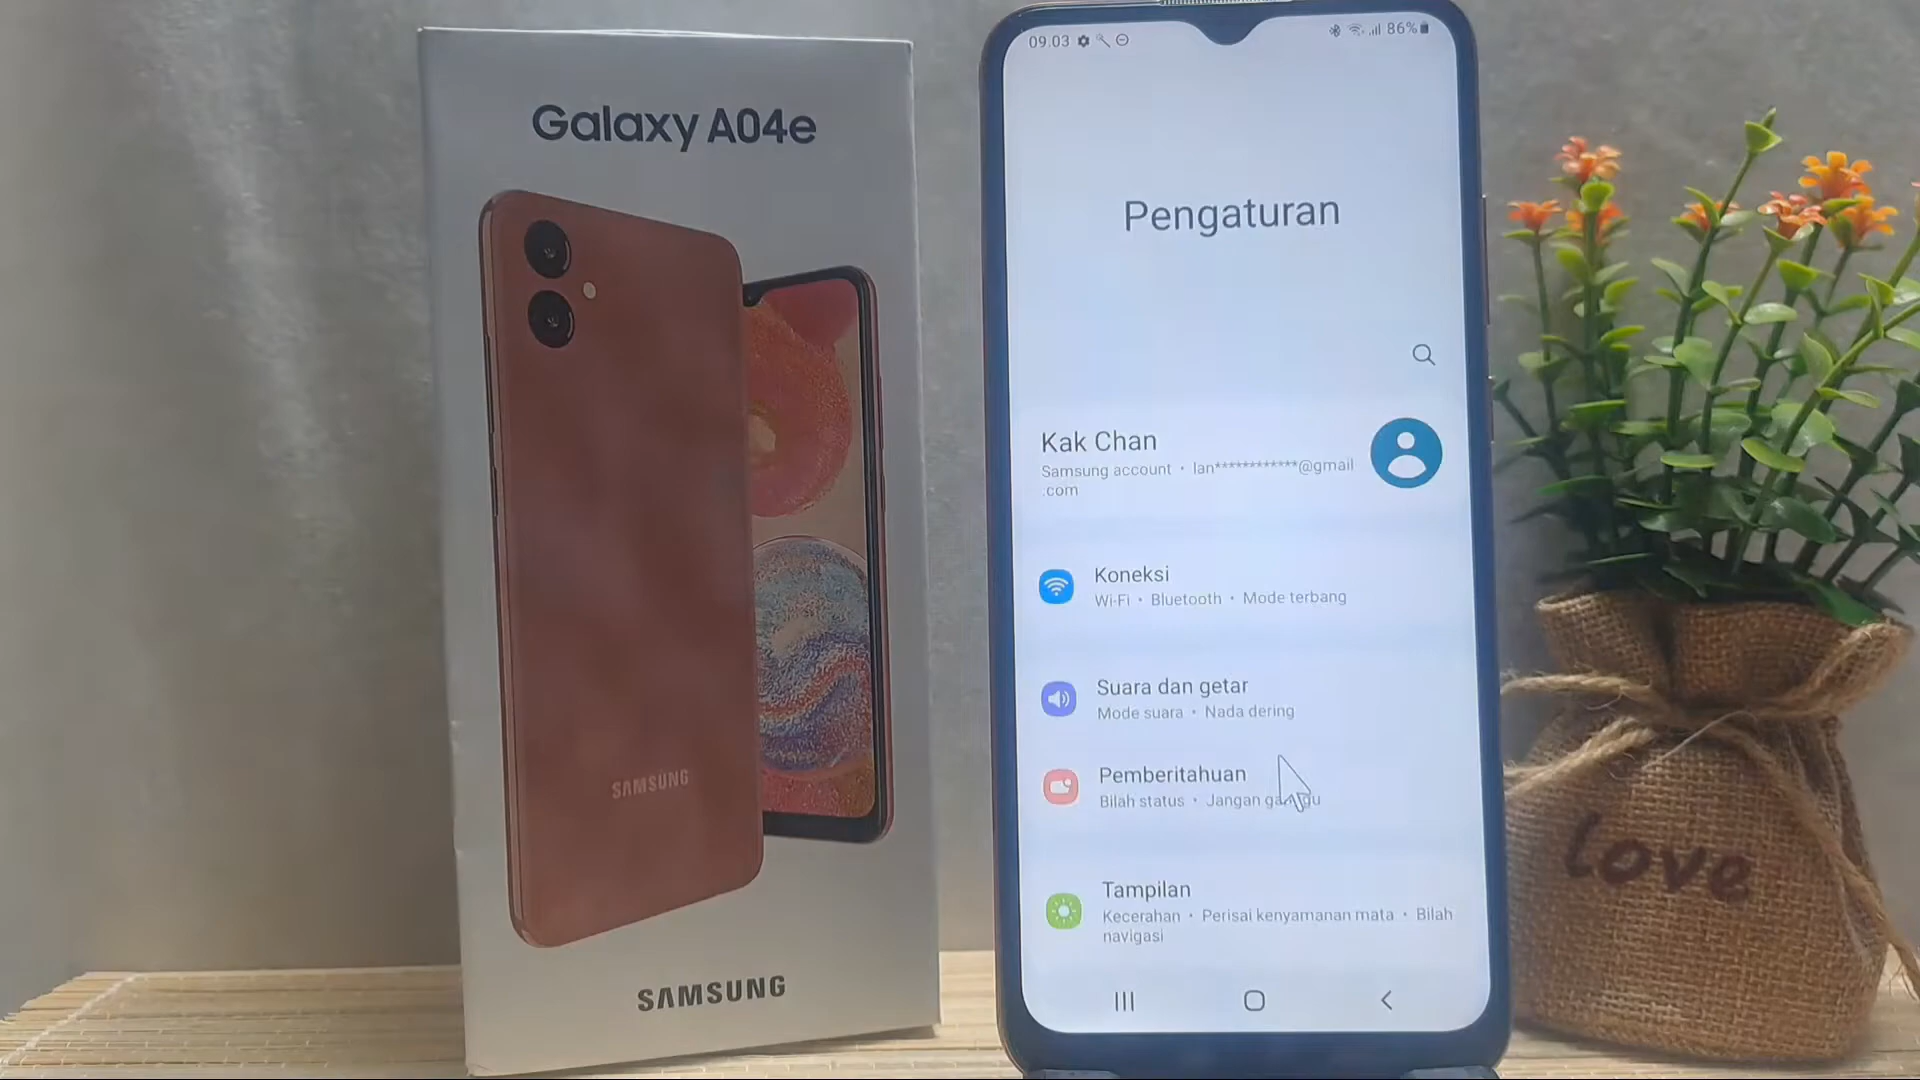 Galaxy A04e
SAMSUNG
SAMSUNG
09.03
86%
Pengaturan
Kak Chan
Samsung account • lan************@gmail
.com
Koneksi
Wi-Fi • Bluetooth • Mode terbang
Suara dan getar
Mode suara • Nada dering
Pemberitahuan
Bilah status • Jangan ganggu
Tampilan
Kecerahan • Perisai kenyamanan mata • Bilah
navigasi
Love